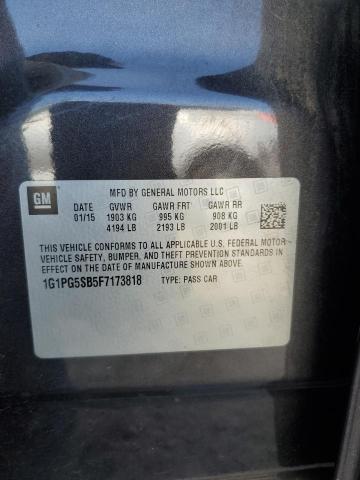 GM
MFD BY GENERAL MOTORS LLC
DATE GVWR GAWR FRT GAWR RR
01/15 1903 KG 995 KG 908 KG
4194 LB 2193 LB 2001 LB
THIS VEHICLE CONFORMS TO ALL APPLICABLE U.S. FEDERAL MOTOR
VEHICLE SAFETY, BUMPER, AND THEFT PREVENTION STANDARDS IN
EFFECT ON THE DATE OF MANUFACTURE SHOWN ABOVE.
1G1PG5SB5F7173818 TYPE: PASS CAR